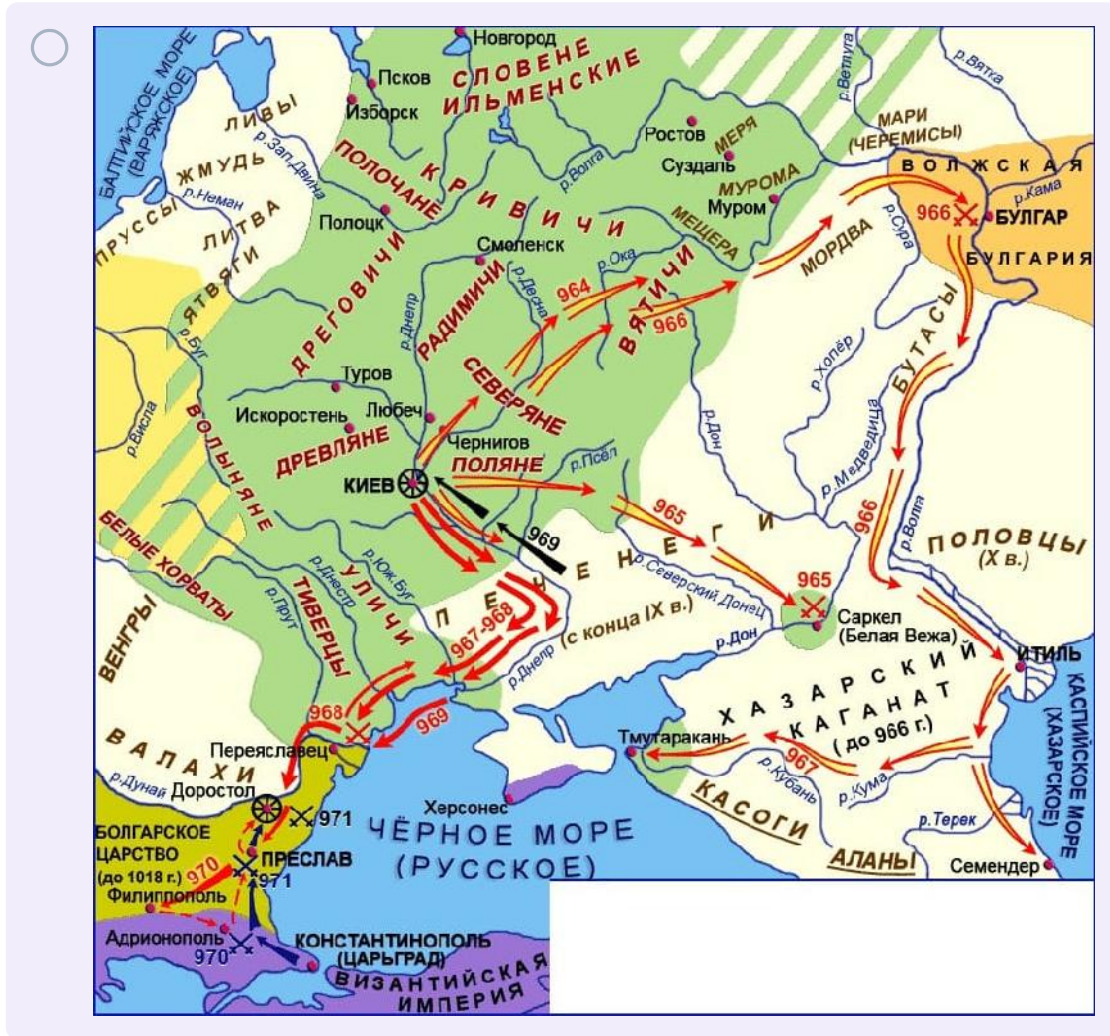 Новгород
Псков
Изборск
СЛОВЕНЕ
ИЛЬМЕНСКИЕ
БАЛТИЙСКОЕ МОРЕ
(ВАРЯЖСКОЕ)
ЛИВЫ
р.Зап.Двина
ЖМУДЬ
р.Неман
ПРУССЫ
ЛИТВА
ЯТВЯГИ
ПОЛОЧАНЕ
Полоцк
КРИВИЧИ
р.Волга
Ростов
МЕРЯ
Суздаль
МУРОМА
Муром
МЕЩЕРА
р.Ветлуга
р.Вятка
МАРИ
(ЧЕРЕМИСЫ)
ВОЛЖСКАЯ
р.Кама
966
БУЛГАР
БУЛГАРИЯ
р.Сура
МОРДВА
Смоленск
р.Десна
р.Ока
964
966
ВЯТИЧИ
РАДИМИЧИ
р.Днепр
ДРЕГОВИЧИ
р.Буг
р.Висла
Туров
Искоростень
Любеч
СЕВЕРЯНЕ
Чернигов
ДРЕВЛЯНЕ
ПОЛЯНЕ
р.Псёл
КИЕВ
ВОЛЫНЯНЕ
р.Дон
р.Хопёр
р.Медведица
БУТАСЫ
966
р.Волга
ПОЛОВЦЫ
(X в.)
965
969
ПЕЧЕНЕГИ
(с конца IX в.)
р.Северский Донец
965
Саркел
(Белая Вежа)
р.Дон
БЕЛЫЕ ХОРВАТЫ
р.Прут
р.Днестр
р.Юж.Буг
ТИВЕРЦЫ
УЛИЧИ
967-968
р.Днепр
ВЕНГРЫ
968
969
ИТИЛЬ
ХАЗАРСКИЙ
КАГАНАТ
(до 966 г.)
КАСПИЙСКОЕ МОРЕ
(ХАЗАРСКОЕ)
Тмутаракань
967
р.Кубань
р.Кума
ВАЛАХИ
Переяславец
р.Дунай
Доростол
971
Херсонес
КАСОГИ
АЛАНЫ
р.Терек
Семендер
ЧЁРНОЕ МОРЕ
(РУССКОЕ)
БОЛГАРСКОЕ
ЦАРСТВО
(до 1018 г.)
970
ПРЕСЛАВ
971
Филиппополь
Адрионополь
970
КОНСТАНТИНОПОЛЬ
(ЦАРЬГРАД)
ВИЗАНТИЙСКАЯ
ИМПЕРИЯ